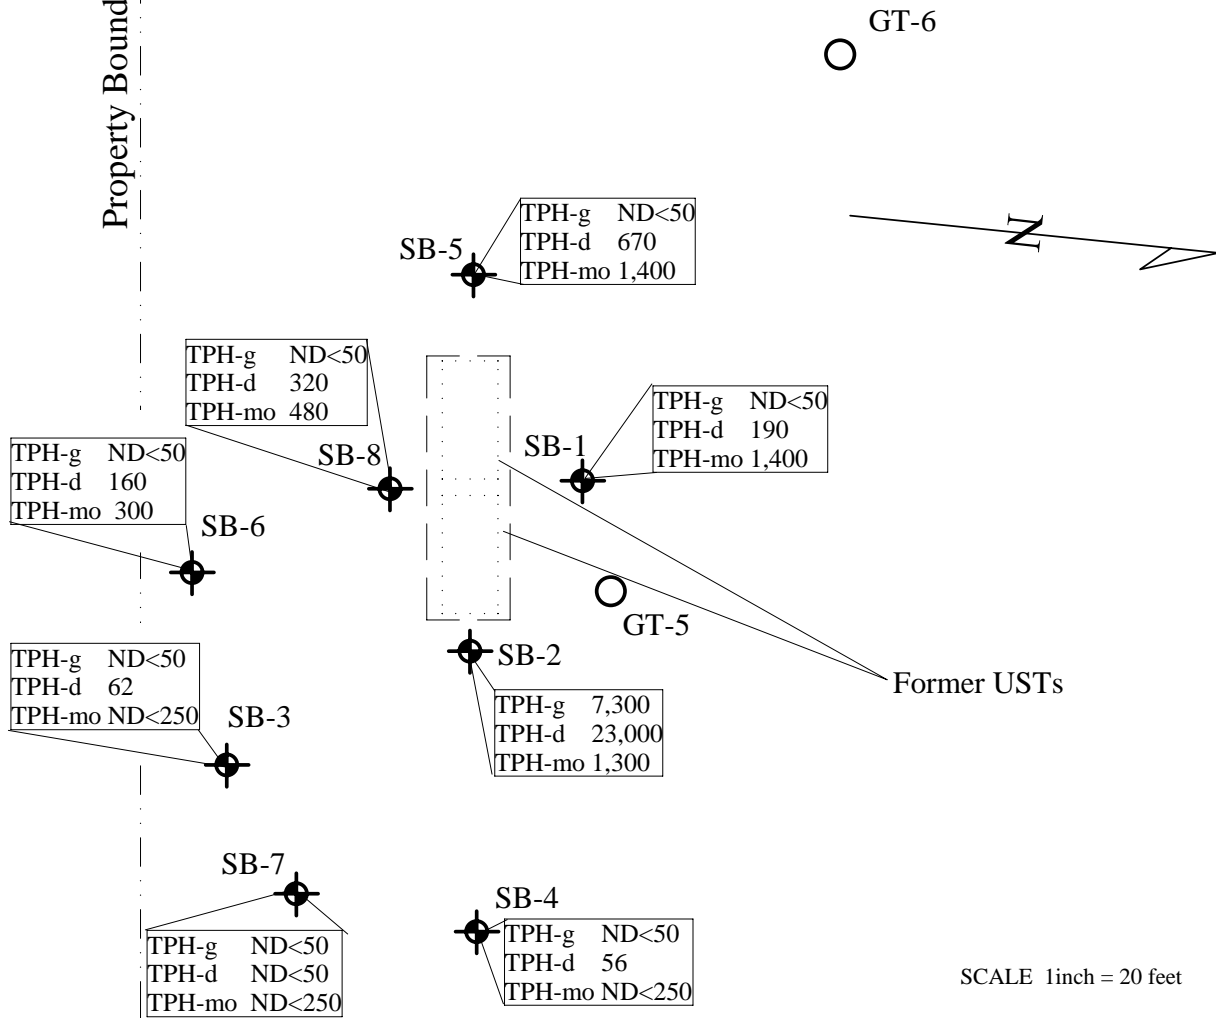 GT-6
Property Bound
N
TPH-g ND<50
TPH-d 670
TPH-mo 1,400
SB-5
TPH-g ND<50
TPH-d 320
TPH-mo 480
SB-8
TPH-g ND<50
TPH-d 190
TPH-mo 1,400
SB-1
TPH-g ND<50
TPH-d 160
TPH-mo 300
SB-6
GT-5
SB-2
TPH-g 7,300
TPH-d 23,000
TPH-mo 1,300
Former USTs
TPH-g ND<50
TPH-d 62
TPH-mo ND<250
SB-3
SB-7
TPH-g ND<50
TPH-d ND<50
TPH-mo ND<250
SB-4
TPH-g ND<50
TPH-d 56
TPH-mo ND<250
SCALE 1inch = 20 feet